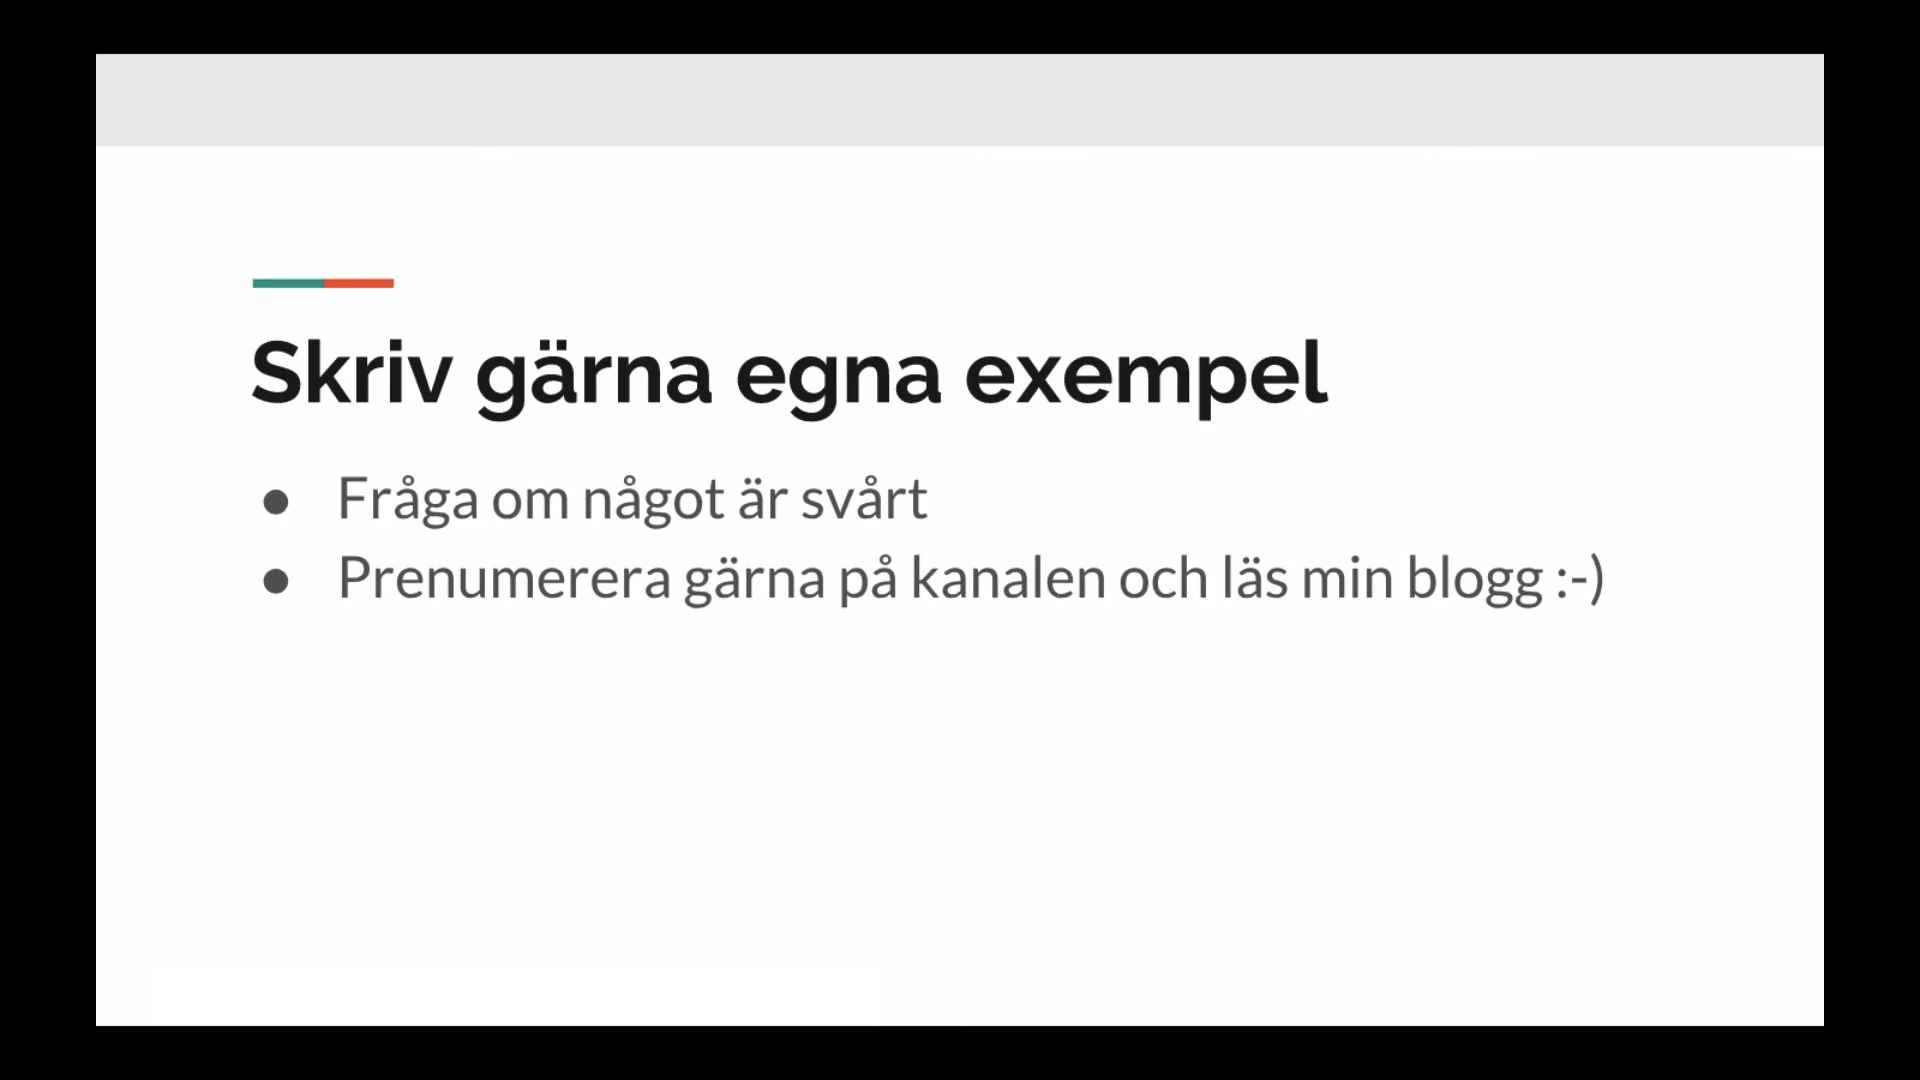 Skriv gärna egna exempel
● Fråga om något är svårt
● Prenumerera gärna på kanalen och läs min blogg :-)